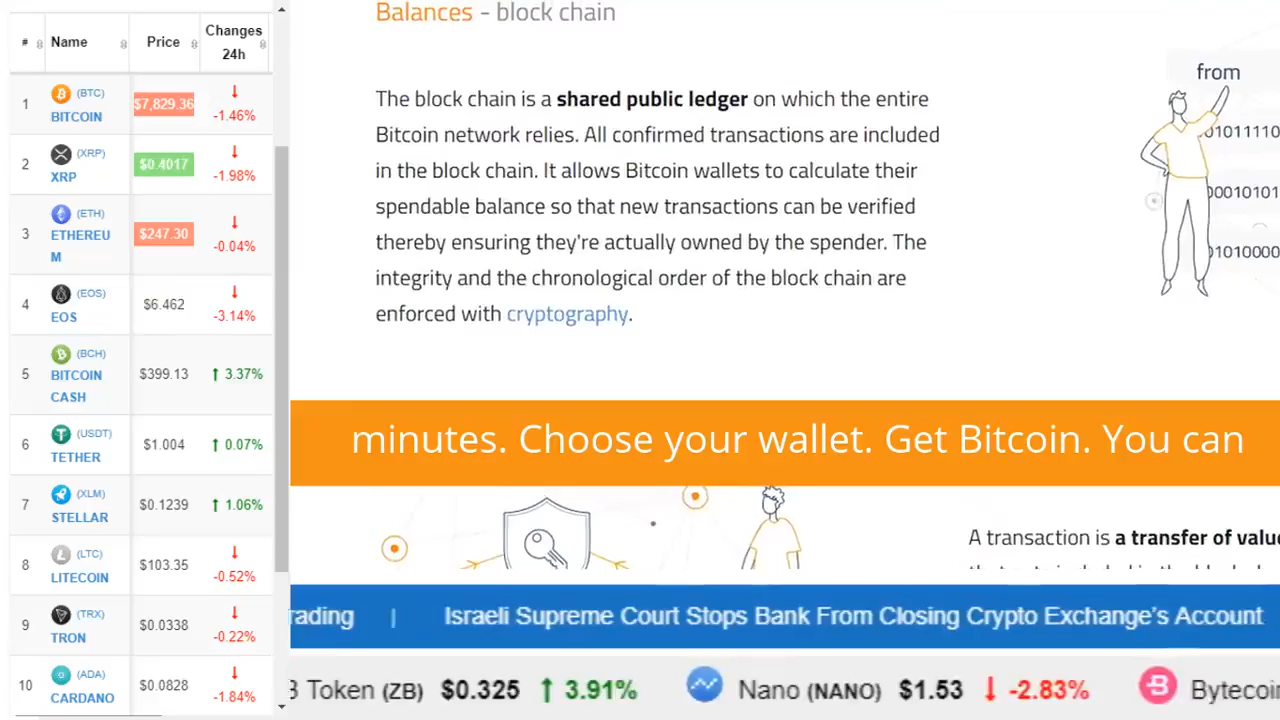 # Name Price Changes 24h
1 (BTC) BITCOIN $7,829.36 ↓ -1.46%
2 (XRP) XRP $0.4017 ↓ -1.98%
3 (ETH) ETHEREUM $247.30 ↓ -0.04%
4 (EOS) EOS $6.462 ↓ -3.14%
5 (BCH) BITCOIN CASH $399.13 ↑ 3.37%
6 (USDT) TETHER $1.004 ↑ 0.07%
7 (XLM) STELLAR $0.1239 ↑ 1.06%
8 (LTC) LITECOIN $103.35 ↓ -0.52%
9 (TRX) TRON $0.0338 ↓ -0.22%
10 (ADA) CARDANO $0.0828 ↓ -1.84%
Balances - block chain
The block chain is a shared public ledger on which the entire
Bitcoin network relies. All confirmed transactions are included
in the block chain. It allows Bitcoin wallets to calculate their
spendable balance so that new transactions can be verified
thereby ensuring they're actually owned by the spender. The
integrity and the chronological order of the block chain are
enforced with cryptography.
from
01011110
00010101
01010000
minutes. Choose your wallet. Get Bitcoin. You can
A transaction is a transfer of valu
rading | Israeli Supreme Court Stops Bank From Closing Crypto Exchange's Account
B Token (ZB) $0.325 ↑ 3.91% Nano (NANO) $1.53 ↓ -2.83% Bytecoin